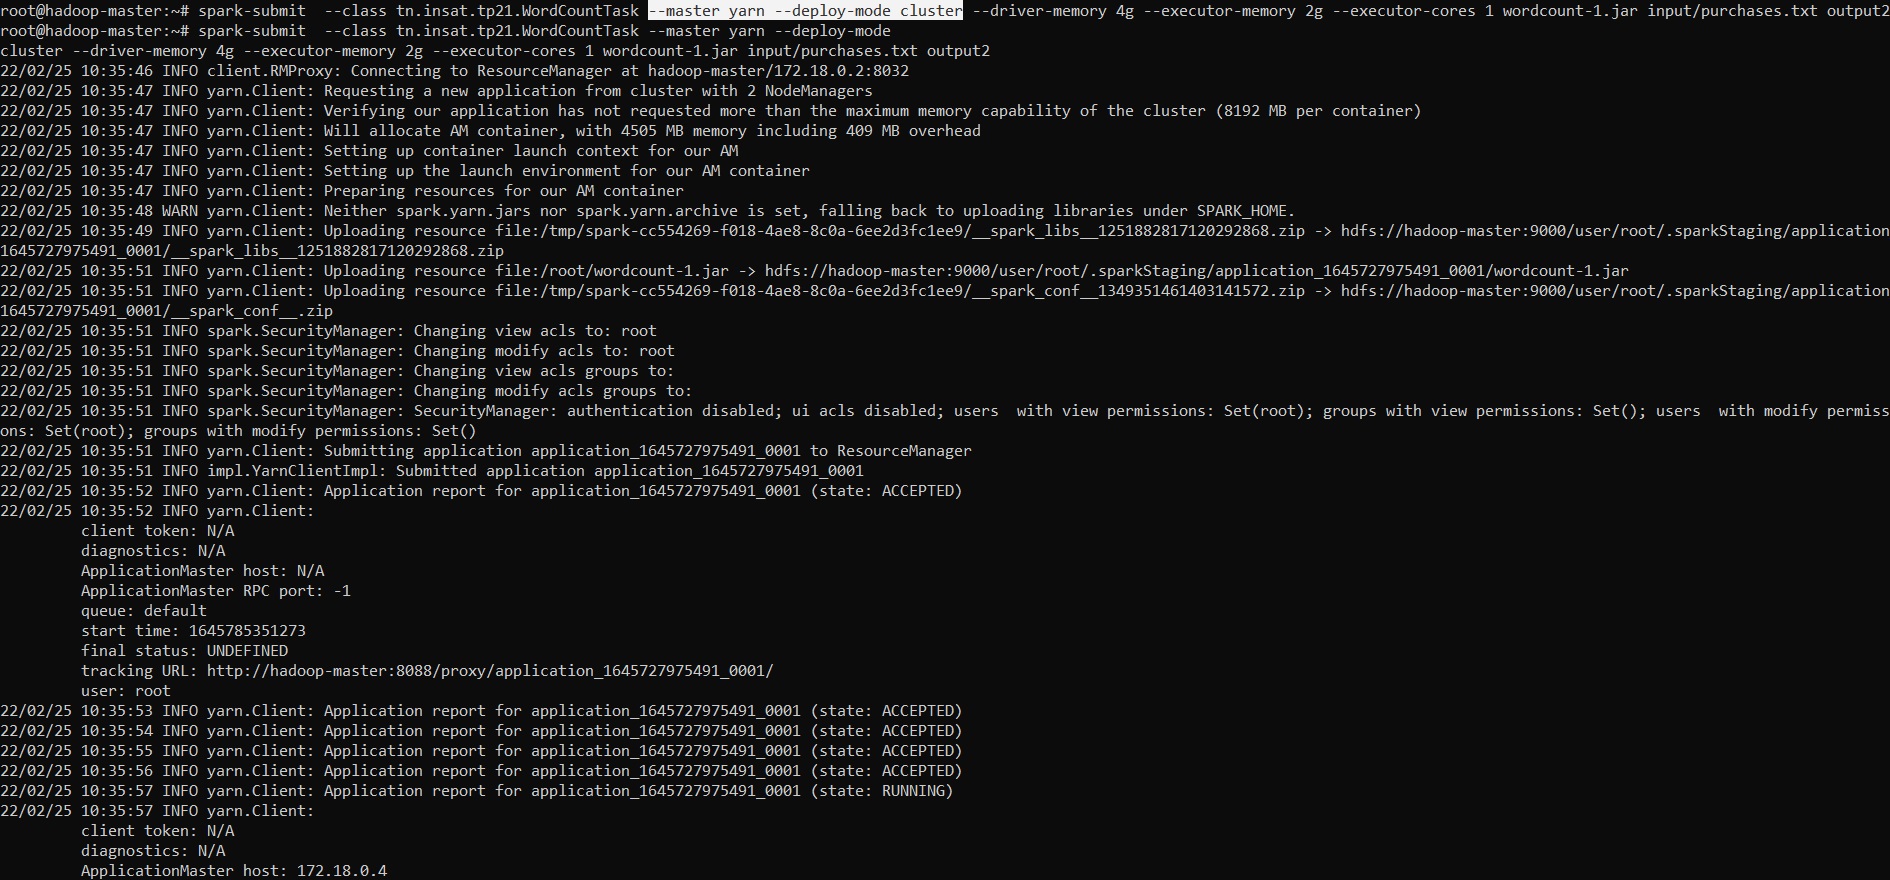 root@hadoop-master:~# spark-submit  --class tn.insat.tp21.WordCountTask --master yarn --deploy-mode cluster --driver-memory 4g --executor-memory 2g --executor-cores 1 wordcount-1.jar input/purchases.txt output2
root@hadoop-master:~# spark-submit  --class tn.insat.tp21.WordCountTask --master yarn --deploy-mode
cluster --driver-memory 4g --executor-memory 2g --executor-cores 1 wordcount-1.jar input/purchases.txt output2
22/02/25 10:35:46 INFO client.RMProxy: Connecting to ResourceManager at hadoop-master/172.18.0.2:8032
22/02/25 10:35:47 INFO yarn.Client: Requesting a new application from cluster with 2 NodeManagers
22/02/25 10:35:47 INFO yarn.Client: Verifying our application has not requested more than the maximum memory capability of the cluster (8192 MB per container)
22/02/25 10:35:47 INFO yarn.Client: Will allocate AM container, with 4505 MB memory including 409 MB overhead
22/02/25 10:35:47 INFO yarn.Client: Setting up container launch context for our AM
22/02/25 10:35:47 INFO yarn.Client: Setting up the launch environment for our AM container
22/02/25 10:35:47 INFO yarn.Client: Preparing resources for our AM container
22/02/25 10:35:48 WARN yarn.Client: Neither spark.yarn.jars nor spark.yarn.archive is set, falling back to uploading libraries under SPARK_HOME.
22/02/25 10:35:49 INFO yarn.Client: Uploading resource file:/tmp/spark-cc554269-f018-4ae8-8c0a-6ee2d3fc1ee9/__spark_libs__1251882817120292868.zip -> hdfs://hadoop-master:9000/user/root/.sparkStaging/application
1645727975491_0001/__spark_libs__1251882817120292868.zip
22/02/25 10:35:51 INFO yarn.Client: Uploading resource file:/root/wordcount-1.jar -> hdfs://hadoop-master:9000/user/root/.sparkStaging/application_1645727975491_0001/wordcount-1.jar
22/02/25 10:35:51 INFO yarn.Client: Uploading resource file:/tmp/spark-cc554269-f018-4ae8-8c0a-6ee2d3fc1ee9/__spark_conf__1349351461403141572.zip -> hdfs://hadoop-master:9000/user/root/.sparkStaging/application
1645727975491_0001/__spark_conf__.zip
22/02/25 10:35:51 INFO spark.SecurityManager: Changing view acls to: root
22/02/25 10:35:51 INFO spark.SecurityManager: Changing modify acls to: root
22/02/25 10:35:51 INFO spark.SecurityManager: Changing view acls groups to:
22/02/25 10:35:51 INFO spark.SecurityManager: Changing modify acls groups to:
22/02/25 10:35:51 INFO spark.SecurityManager: SecurityManager: authentication disabled; ui acls disabled; users  with view permissions: Set(root); groups with view permissions: Set(); users  with modify permiss
ons: Set(root); groups with modify permissions: Set()
22/02/25 10:35:51 INFO yarn.Client: Submitting application application_1645727975491_0001 to ResourceManager
22/02/25 10:35:51 INFO impl.YarnClientImpl: Submitted application application_1645727975491_0001
22/02/25 10:35:52 INFO yarn.Client: Application report for application_1645727975491_0001 (state: ACCEPTED)
22/02/25 10:35:52 INFO yarn.Client:
client token: N/A
diagnostics: N/A
ApplicationMaster host: N/A
ApplicationMaster RPC port: -1
queue: default
start time: 1645785351273
final status: UNDEFINED
tracking URL: http://hadoop-master:8088/proxy/application_1645727975491_0001/
user: root
22/02/25 10:35:53 INFO yarn.Client: Application report for application_1645727975491_0001 (state: ACCEPTED)
22/02/25 10:35:54 INFO yarn.Client: Application report for application_1645727975491_0001 (state: ACCEPTED)
22/02/25 10:35:55 INFO yarn.Client: Application report for application_1645727975491_0001 (state: ACCEPTED)
22/02/25 10:35:56 INFO yarn.Client: Application report for application_1645727975491_0001 (state: ACCEPTED)
22/02/25 10:35:57 INFO yarn.Client: Application report for application_1645727975491_0001 (state: RUNNING)
22/02/25 10:35:57 INFO yarn.Client:
client token: N/A
diagnostics: N/A
ApplicationMaster host: 172.18.0.4